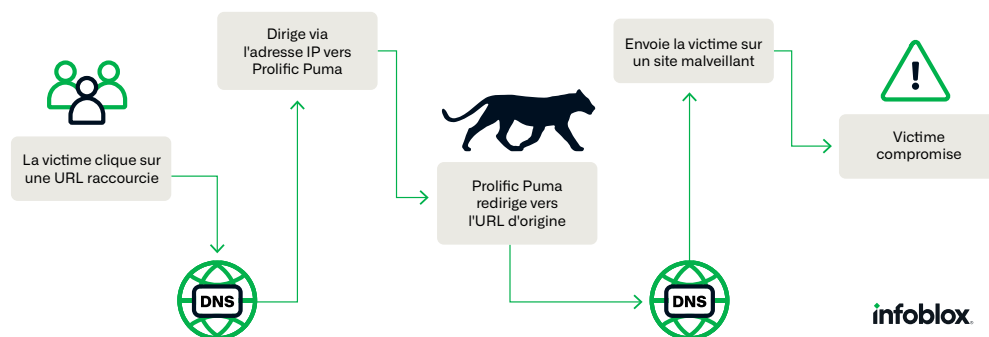 La victime clique sur
une URL raccourcie
DNS
Dirige via
l'adresse IP vers
Prolific Puma
Prolific Puma
redirige vers
l'URL d'origine
DNS
Envoie la victime sur
un site malveillant
!
Victime
compromise
infoblox®